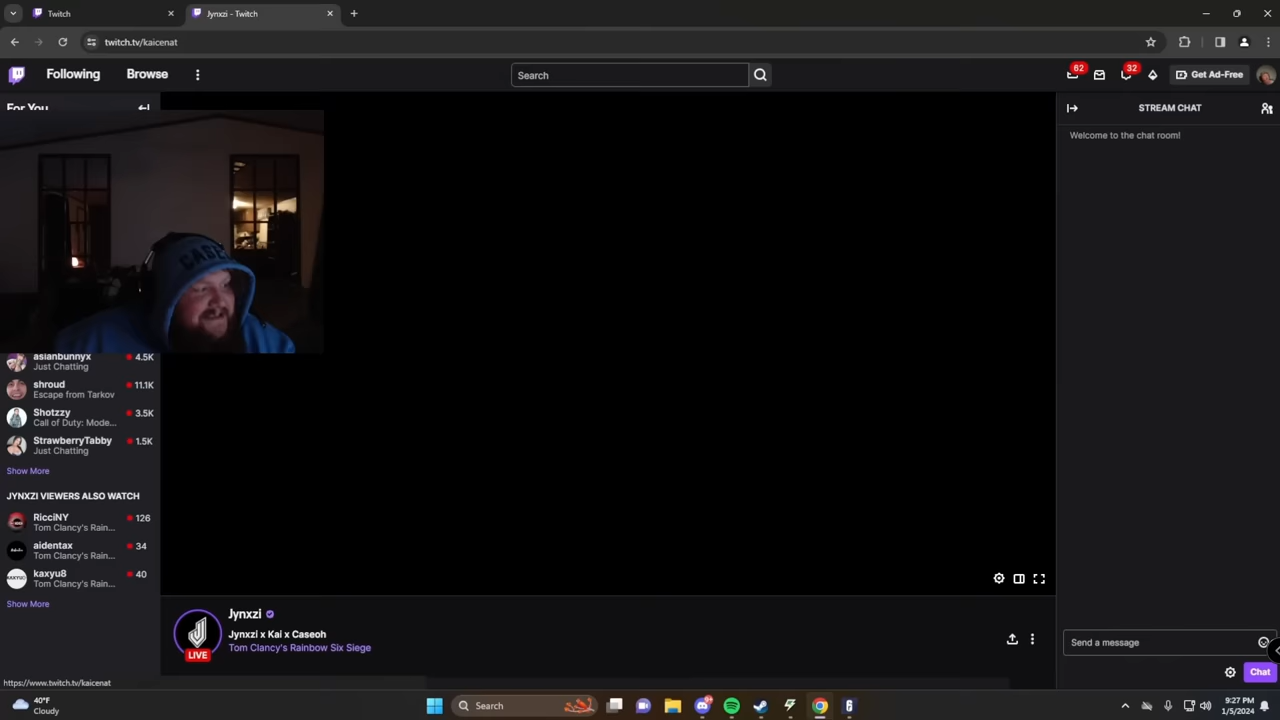 Twitch
Jynxzi - Twitch
twitch.tv/kaicenat
Following
Browse
Search
62
32
Get Ad-Free
For You
STREAM CHAT
Welcome to the chat room!
CASE
asianbunnyx
4.5K
Just Chatting
shroud
11.1K
Escape from Tarkov
Shotzzy
3.5K
Call of Duty: Mode...
StrawberryTabby
1.5K
Just Chatting
Show More
JYNXZI VIEWERS ALSO WATCH
RicciNY
126
Tom Clancy's Rain...
aidentax
34
Tom Clancy's Rain...
kaxyu8
40
Tom Clancy's Rain...
Show More
Jynxzi
Jynxzi x Kai x Caseoh
Tom Clancy's Rainbow Six Siege
LIVE
Send a message
Chat
https://www.twitch.tv/kaicenat
40°F
Cloudy
Search
9:27 PM
1/5/2024